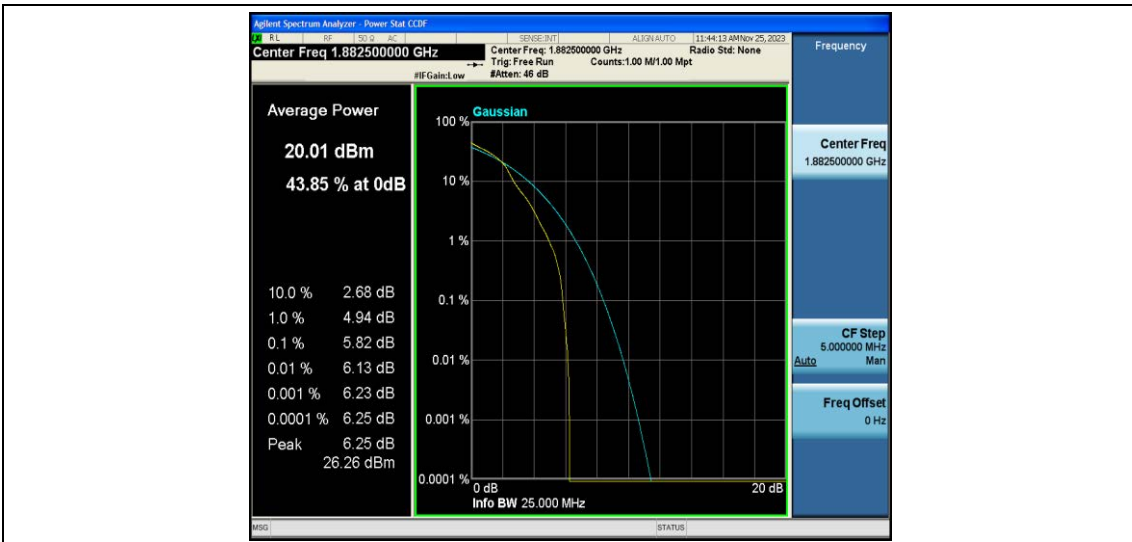 Agilent Spectrum Analyzer - Power Stat CCDF
RL RF 50 Ω AC SENSE:INT ALIGN AUTO 11:44:13 AM Nov 25, 2023
Center Freq 1.882500000 GHz
Center Freq: 1.882500000 GHz Radio Std: None
Trig: Free Run Counts:1.00 M/1.00 Mpt
#IFGain:Low #Atten: 46 dB
Frequency
Average Power
20.01 dBm
43.85 % at 0dB
10.0 % 2.68 dB
1.0 % 4.94 dB
0.1 % 5.82 dB
0.01 % 6.13 dB
0.001 % 6.23 dB
0.0001 % 6.25 dB
Peak 6.25 dB
26.26 dBm
Gaussian
100 %
10 %
1 %
0.1 %
0.01 %
0.001 %
0.0001 %
0 dB 20 dB
Info BW 25.000 MHz
Center Freq
1.882500000 GHz
CF Step
5.000000 MHz
Auto Man
Freq Offset
0 Hz
MSG STATUS